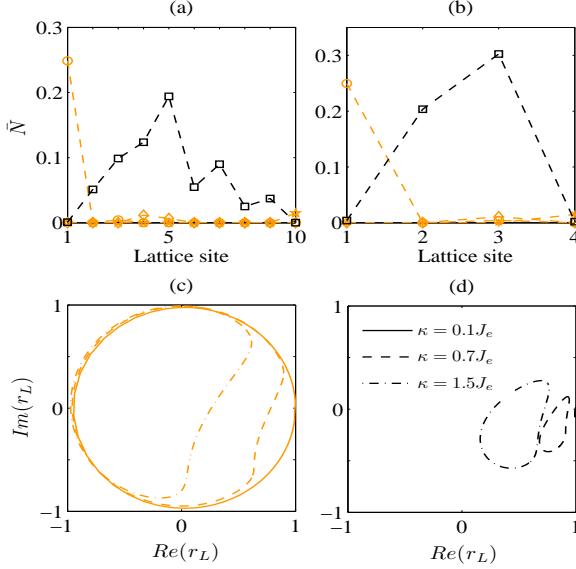 (a) (b)
0.3 0.3
0.2 0.2
N̄
0.1 0.1
0 0
1 5 10 1 2 3 4
Lattice site Lattice site
(c) (d)
1 1
κ = 0.1J_e
κ = 0.7J_e
κ = 1.5J_e
Im(r_L)
0 0
−1 −1
−1 0 1 −1 0 1
Re(r_L) Re(r_L)